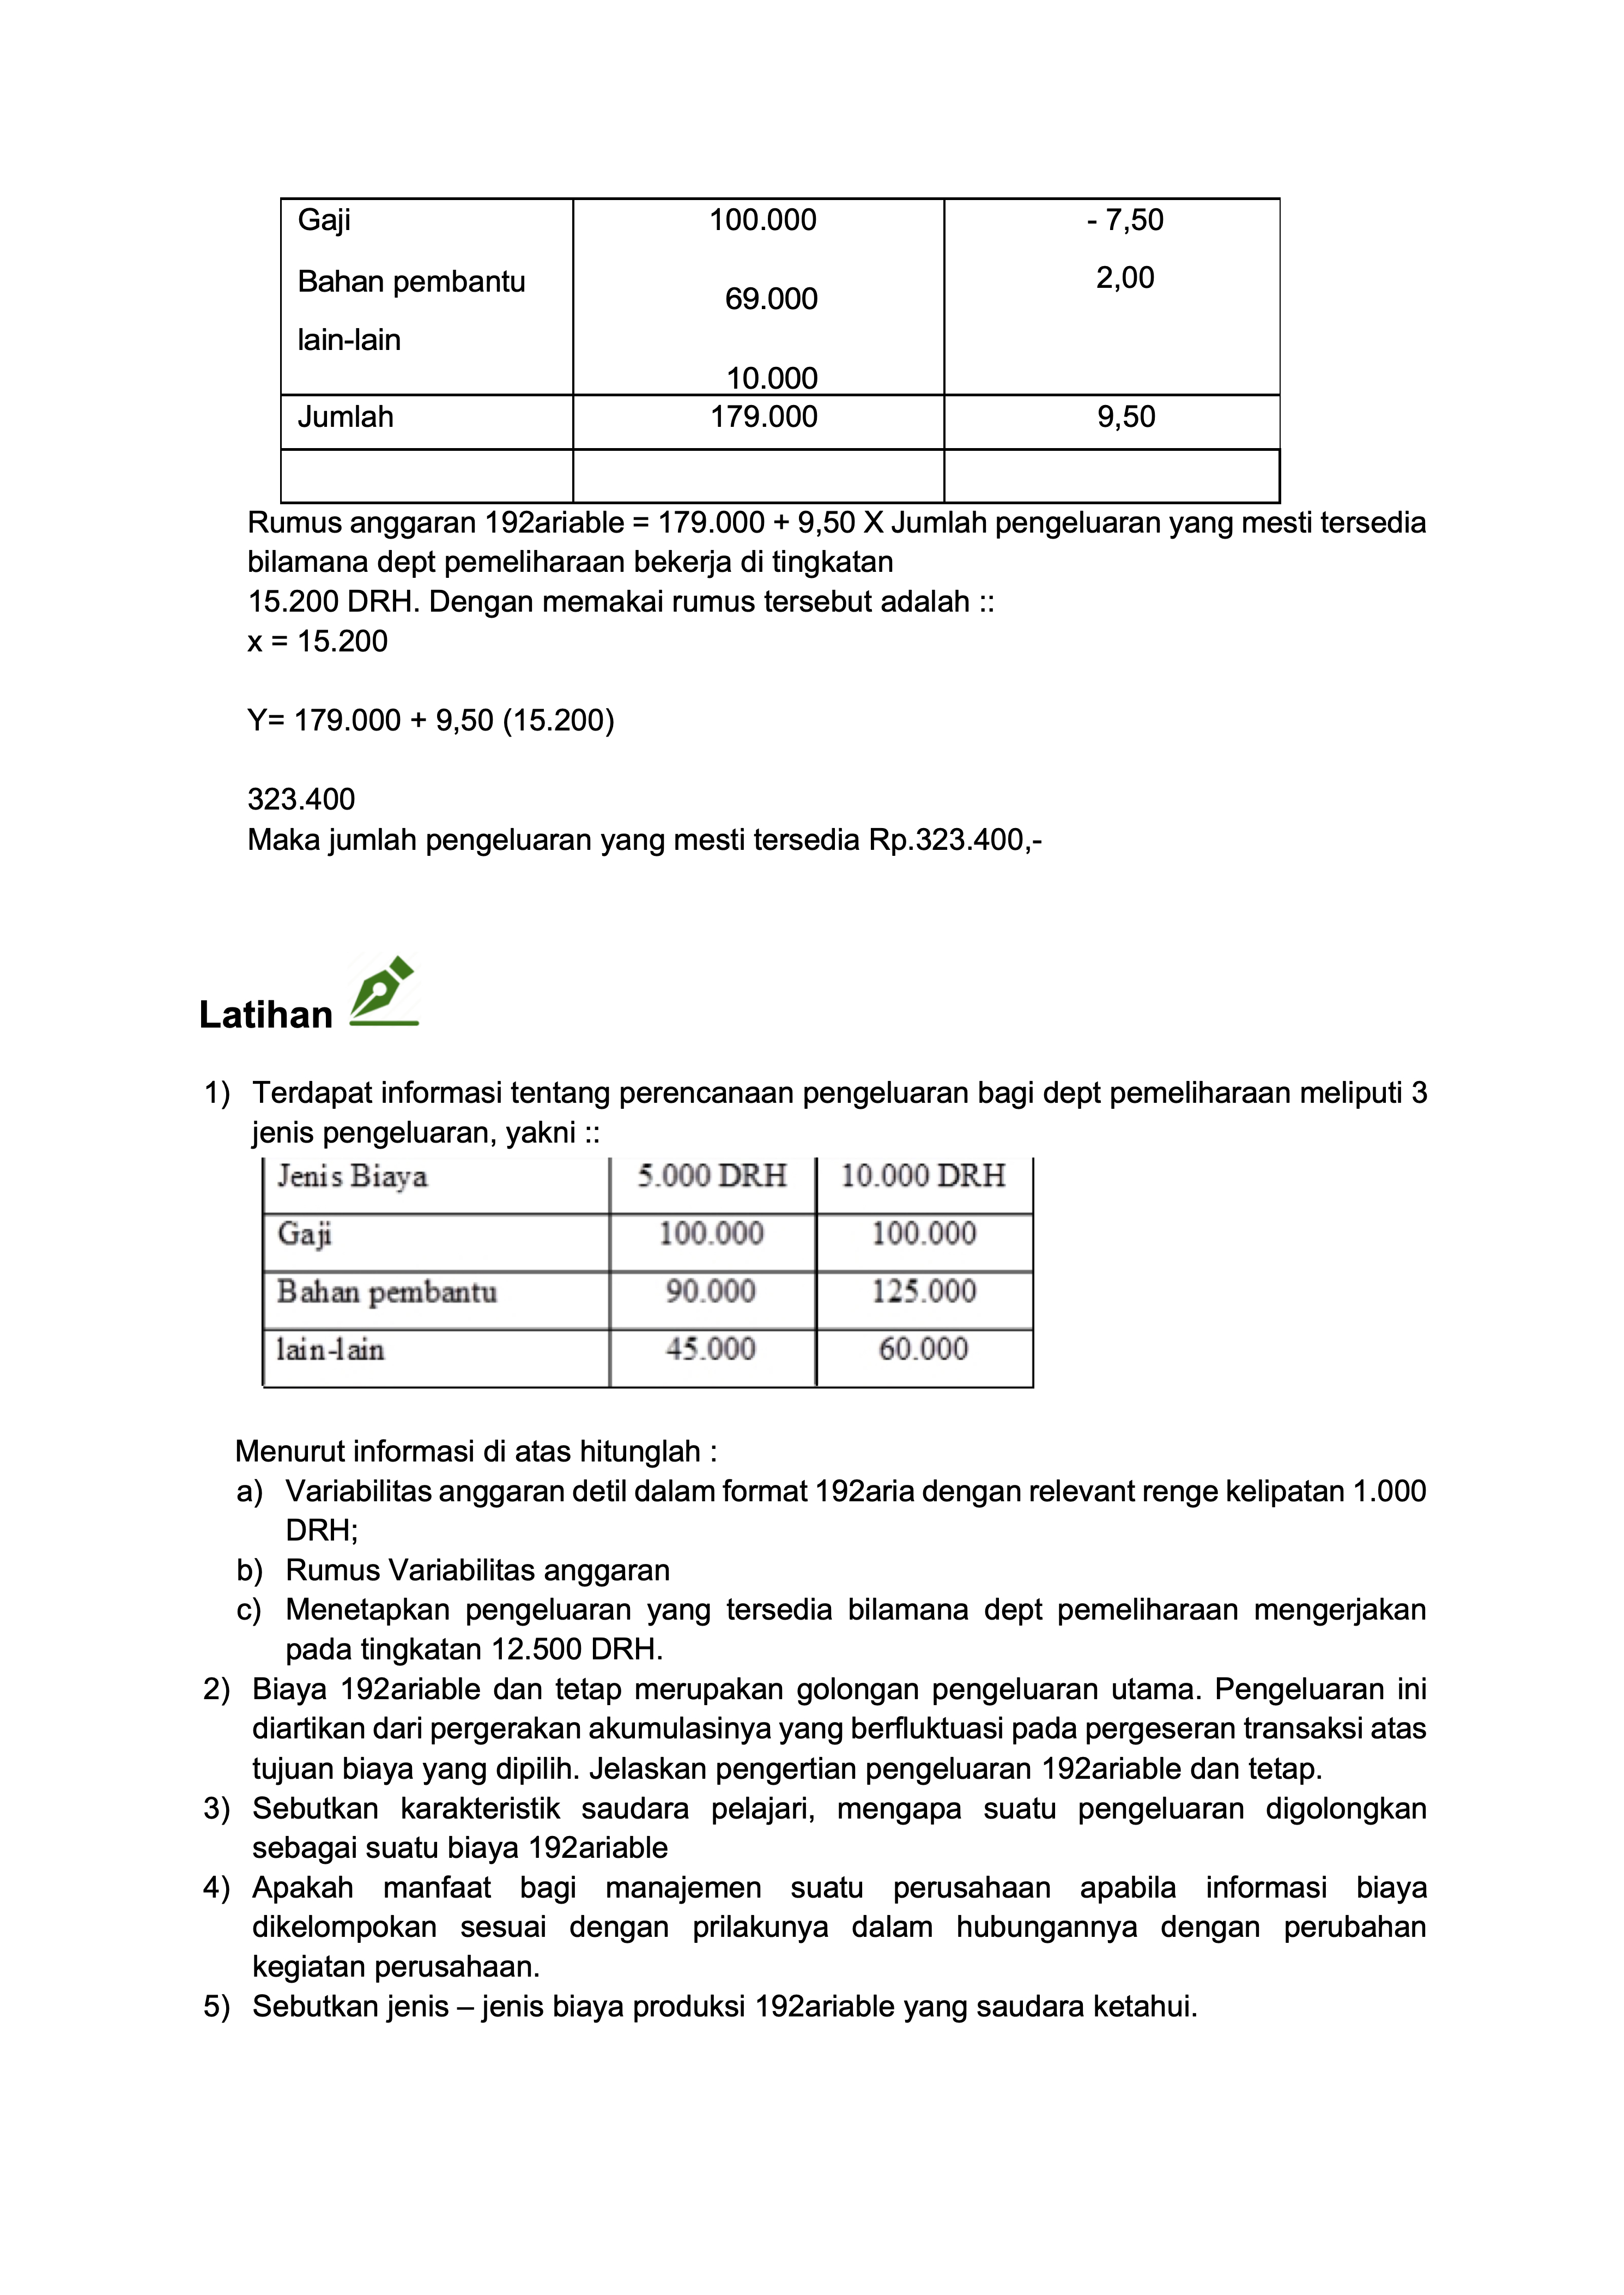 Gaji 100.000 - 7,50
Bahan pembantu 69.000 2,00
lain-lain 10.000
Jumlah 179.000 9,50
Rumus anggaran 192ariable = 179.000 + 9,50 X Jumlah pengeluaran yang mesti tersedia
bilamana dept pemeliharaan bekerja di tingkatan
15.200 DRH. Dengan memakai rumus tersebut adalah ::
x = 15.200
Y= 179.000 + 9,50 (15.200)
323.400
Maka jumlah pengeluaran yang mesti tersedia Rp.323.400,-
Latihan
1) Terdapat informasi tentang perencanaan pengeluaran bagi dept pemeliharaan meliputi 3
jenis pengeluaran, yakni ::
Jenis Biaya 5.000 DRH 10.000 DRH
Gaji 100.000 100.000
Bahan pembantu 90.000 125.000
lain-lain 45.000 60.000
Menurut informasi di atas hitunglah :
a) Variabilitas anggaran detil dalam format 192aria dengan relevant renge kelipatan 1.000
DRH;
b) Rumus Variabilitas anggaran
c) Menetapkan pengeluaran yang tersedia bilamana dept pemeliharaan mengerjakan
pada tingkatan 12.500 DRH.
2) Biaya 192ariable dan tetap merupakan golongan pengeluaran utama. Pengeluaran ini
diartikan dari pergerakan akumulasinya yang berfluktuasi pada pergeseran transaksi atas
tujuan biaya yang dipilih. Jelaskan pengertian pengeluaran 192ariable dan tetap.
3) Sebutkan karakteristik saudara pelajari, mengapa suatu pengeluaran digolongkan
sebagai suatu biaya 192ariable
4) Apakah manfaat bagi manajemen suatu perusahaan apabila informasi biaya
dikelompokan sesuai dengan prilakunya dalam hubungannya dengan perubahan
kegiatan perusahaan.
5) Sebutkan jenis – jenis biaya produksi 192ariable yang saudara ketahui.